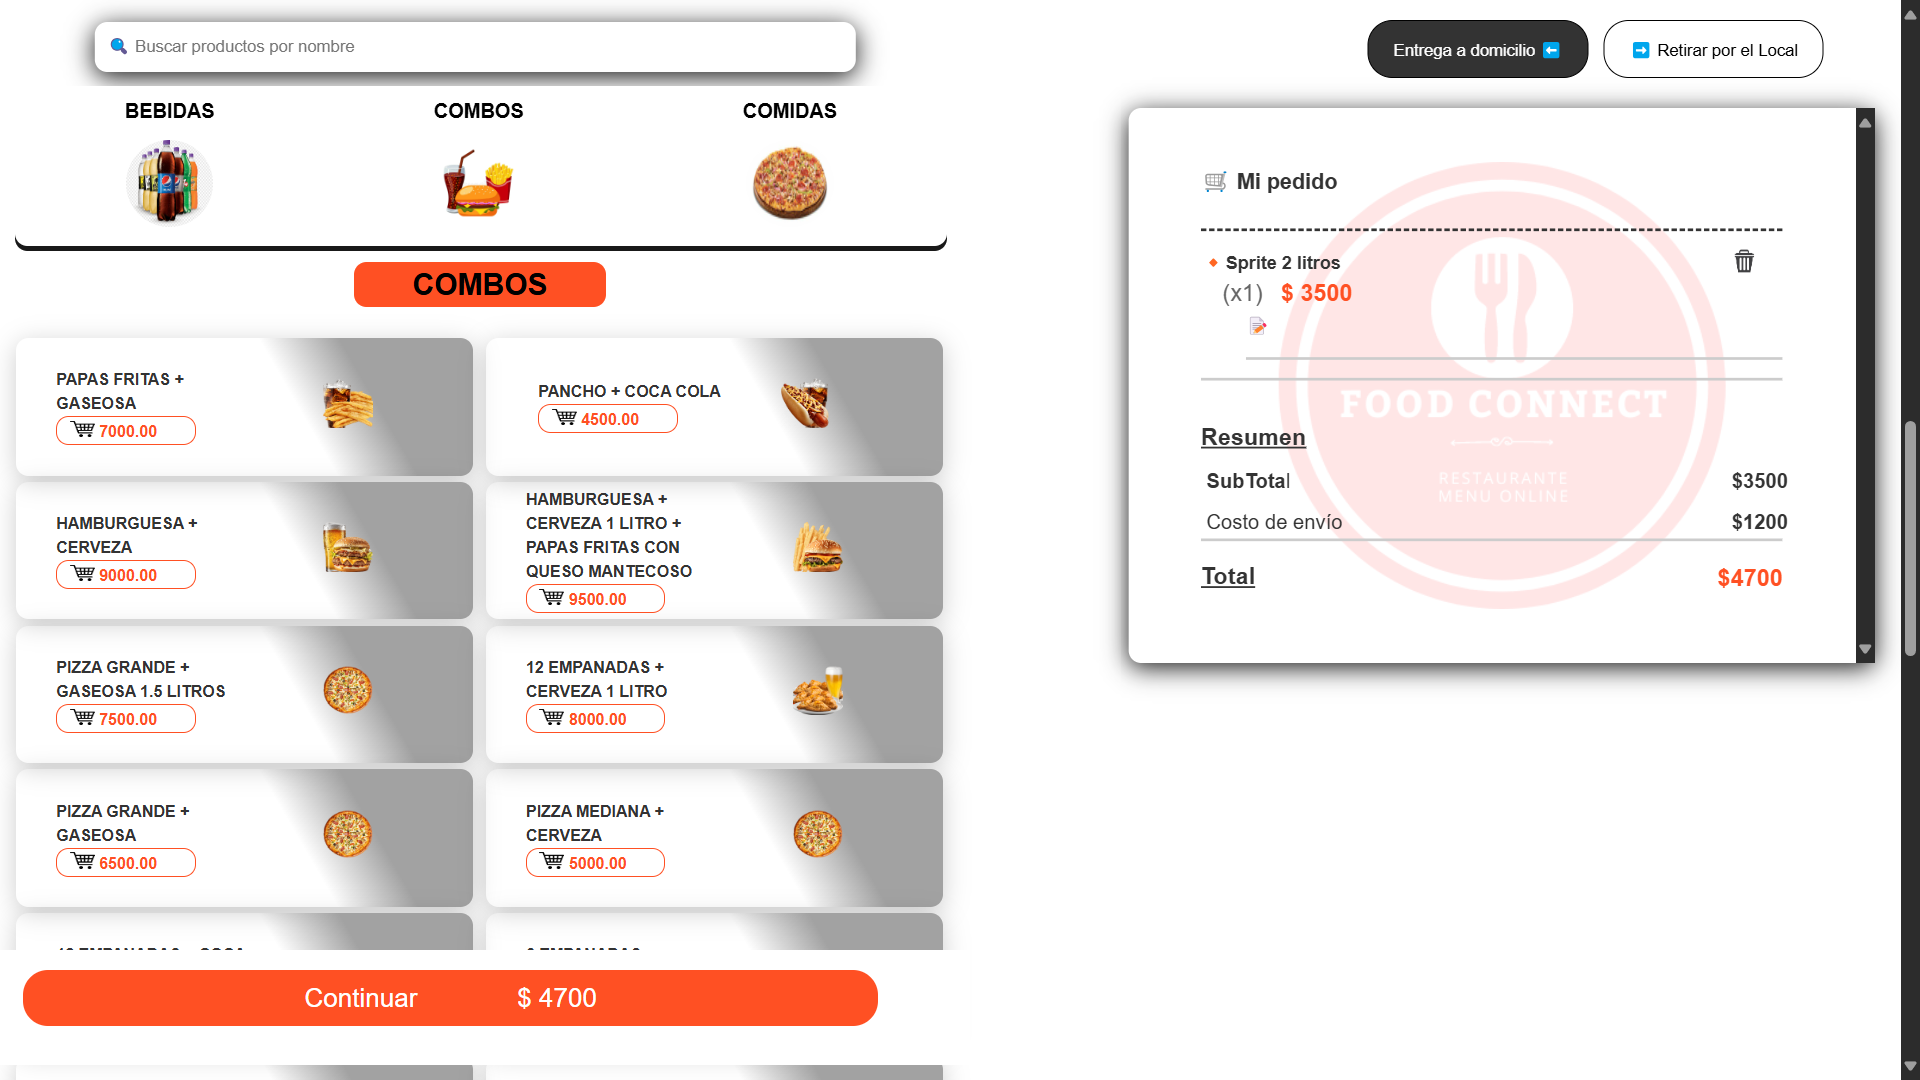 Buscar productos por nombre
BEBIDAS
COMBOS
COMIDAS
COMBOS
PAPAS FRITAS +
GASEOSA
7000.00
PANCHO + COCA COLA
4500.00
HAMBURGUESA +
CERVEZA
9000.00
HAMBURGUESA +
CERVEZA 1 LITRO +
PAPAS FRITAS CON
QUESO MANTECOSO
9500.00
PIZZA GRANDE +
GASEOSA 1.5 LITROS
7500.00
12 EMPANADAS +
CERVEZA 1 LITRO
8000.00
PIZZA GRANDE +
GASEOSA
6500.00
PIZZA MEDIANA +
CERVEZA
5000.00
Continuar $ 4700
Entrega a domicilio
Retirar por el Local
Mi pedido
Sprite 2 litros
(x1) $ 3500
FOOD CONNECT
RESTAURANTE
MENU ONLINE
Resumen
SubTotal $3500
Costo de envío $1200
Total $4700